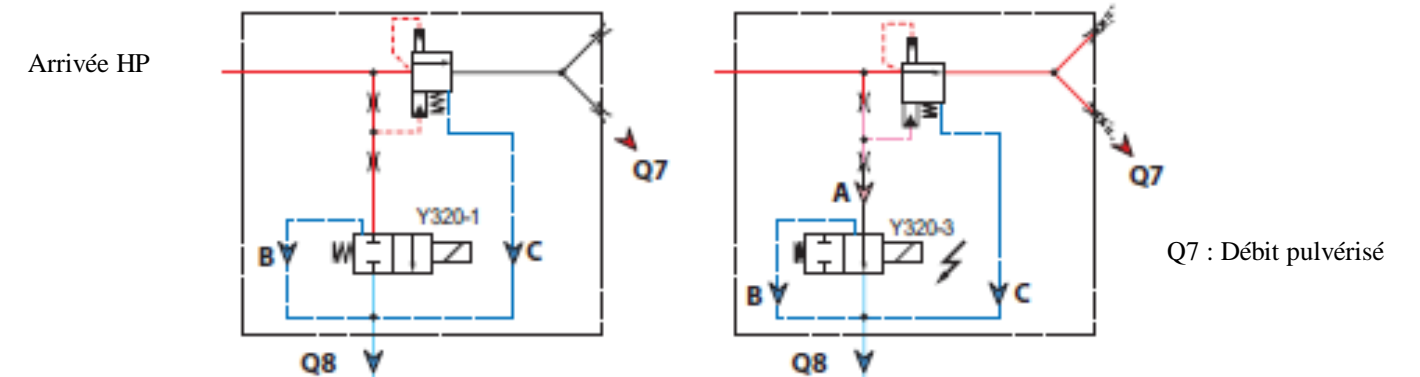 Arrivée HP
Q7
Y320-1
B
C
Q8
Q7
A
Y320-3
B
C
Q8
Q7 : Débit pulvérisé